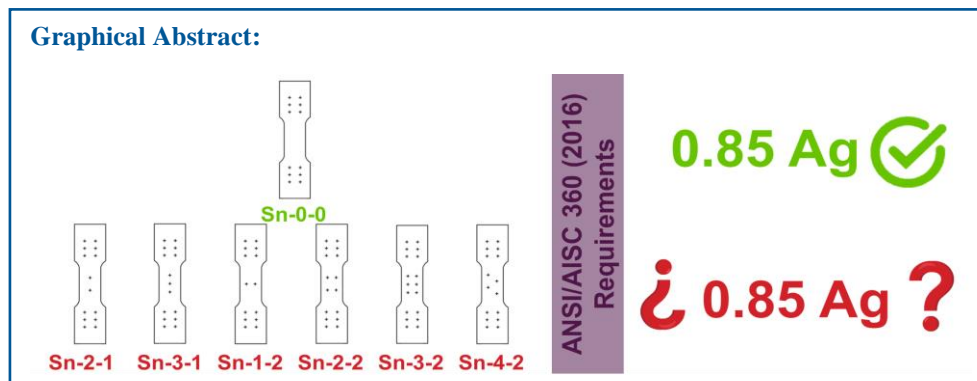 Graphical Abstract:
Sn-0-0
Sn-2-1 Sn-3-1 Sn-1-2 Sn-2-2 Sn-3-2 Sn-4-2
ANSI/AISC 360 (2016)
Requirements
0.85 Ag
¿ 0.85 Ag ?